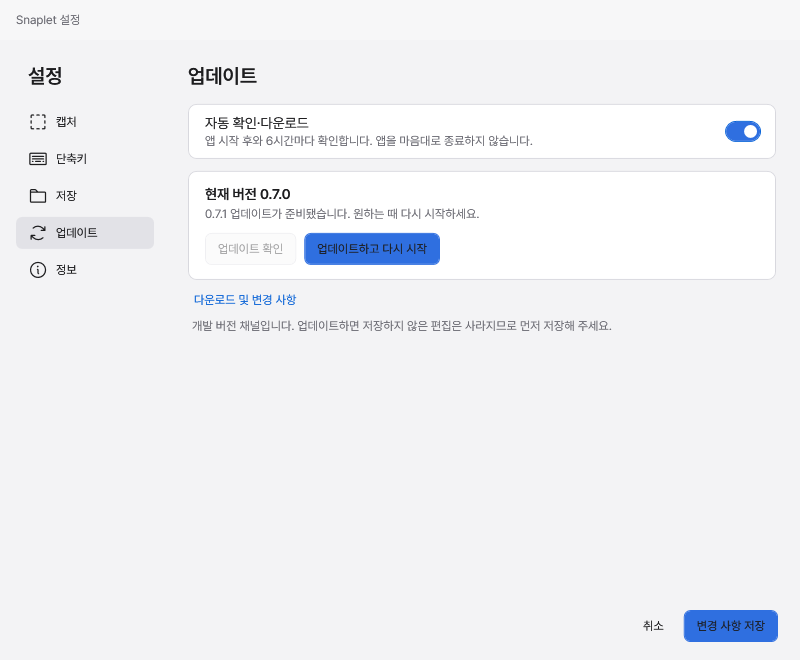 Snaplet 설정
설정
캡처
단축키
저장
업데이트
정보
업데이트
자동 확인·다운로드
앱 시작 후와 6시간마다 확인합니다. 앱을 마음대로 종료하지 않습니다.
현재 버전 0.7.0
0.7.1 업데이트가 준비됐습니다. 원하는 때 다시 시작하세요.
업데이트 확인
업데이트하고 다시 시작
다운로드 및 변경 사항
개발 버전 채널입니다. 업데이트하면 저장하지 않은 편집은 사라지므로 먼저 저장해 주세요.
취소
변경 사항 저장